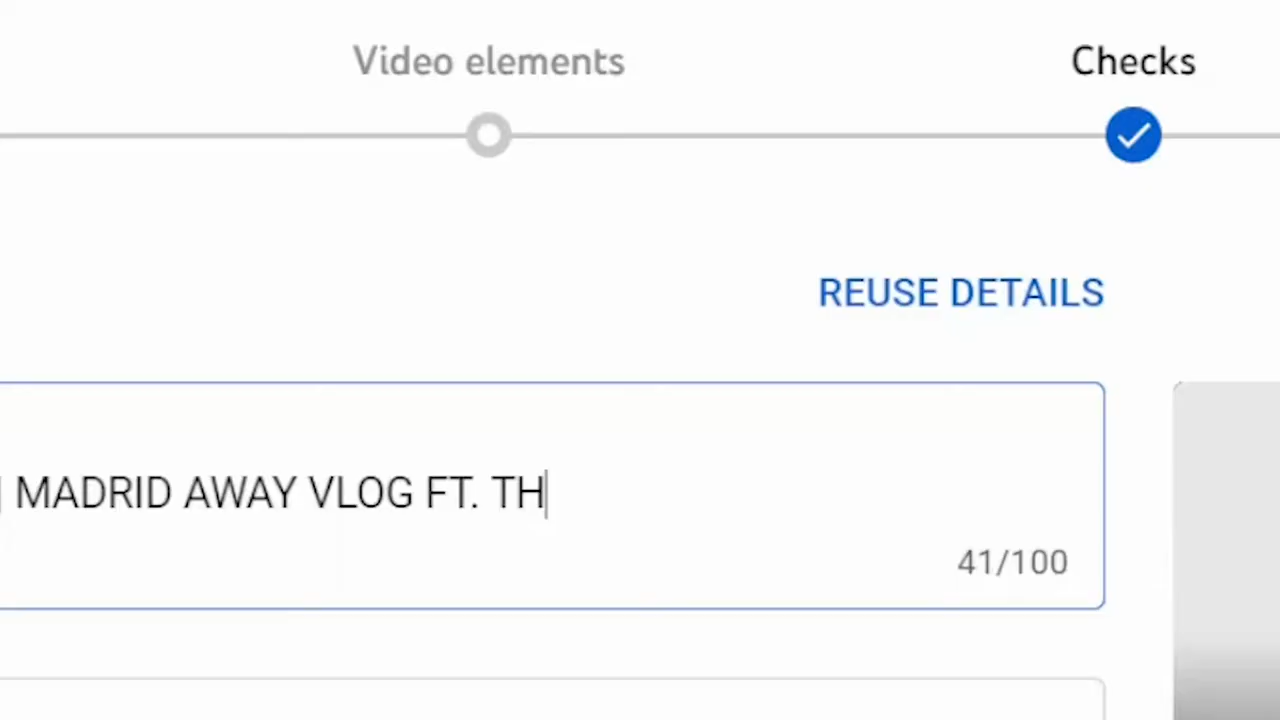 Video elements
Checks
REUSE DETAILS
MADRID AWAY VLOG FT. TH
41/100